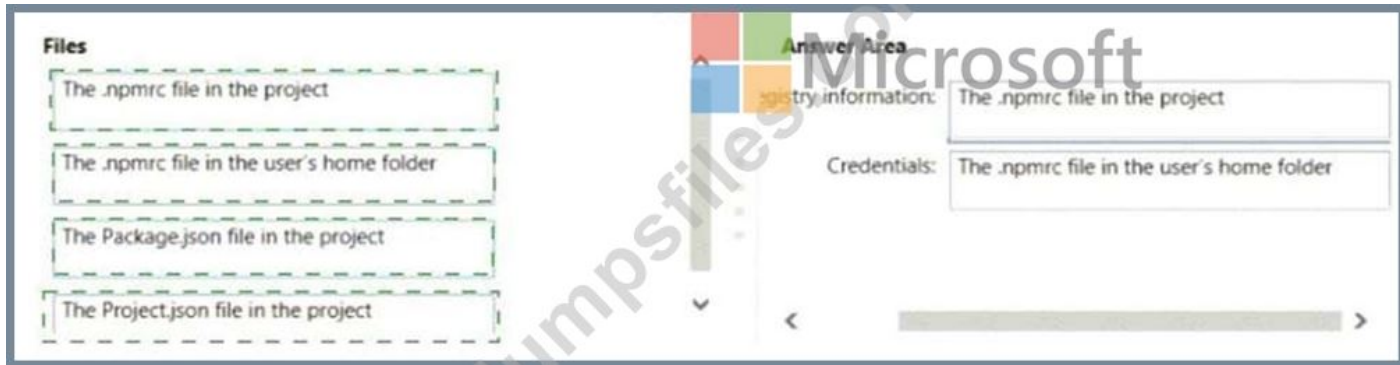 Files
The .npmrc file in the project
The .npmrc file in the user's home folder
The Package.json file in the project
The Project.json file in the project
Answer Area
Microsoft
gistry information:
The .npmrc file in the project
Credentials:
The .npmrc file in the user's home folder